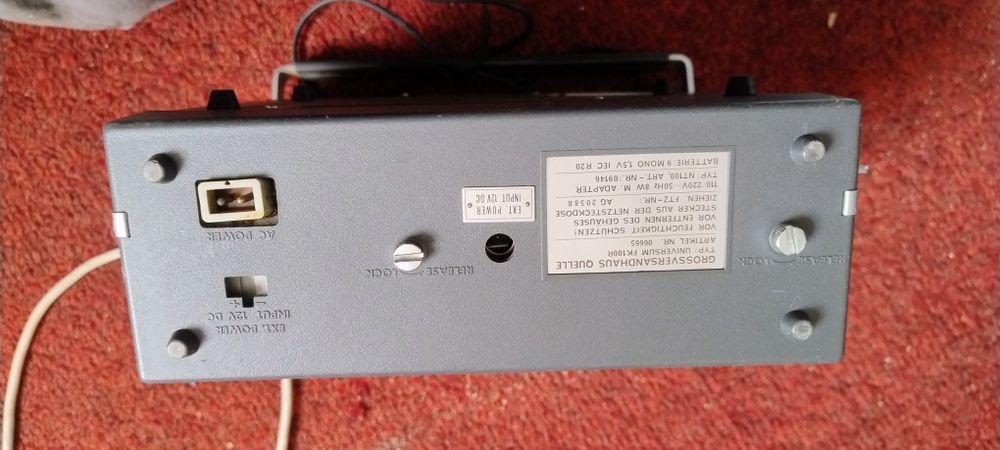 GROSSVERSANDHAUS QUELLE
TYP: UNIVERSUM FK100R
ARTIKEL NR.: 06665
VOR FEUCHTIGKEIT SCHÜTZEN!
VOR ENTFERNEN DES GEHÄUSES
STECKER AUS DER NETZSTECKDOSE
ZIEHEN. FTZ-NR.: AG 20588
110/220V~50Hz 8W M. ADAPTER
TYP: NT100, ART.-NR.: 09146
BATTERIE: 9 MONO 1,5V IEC R20
RELEASE / LOCK
RELEASE / LOCK
EXT. POWER
INPUT 12V DC
EXT. POWER
INPUT 12V DC
+ −
AC POWER